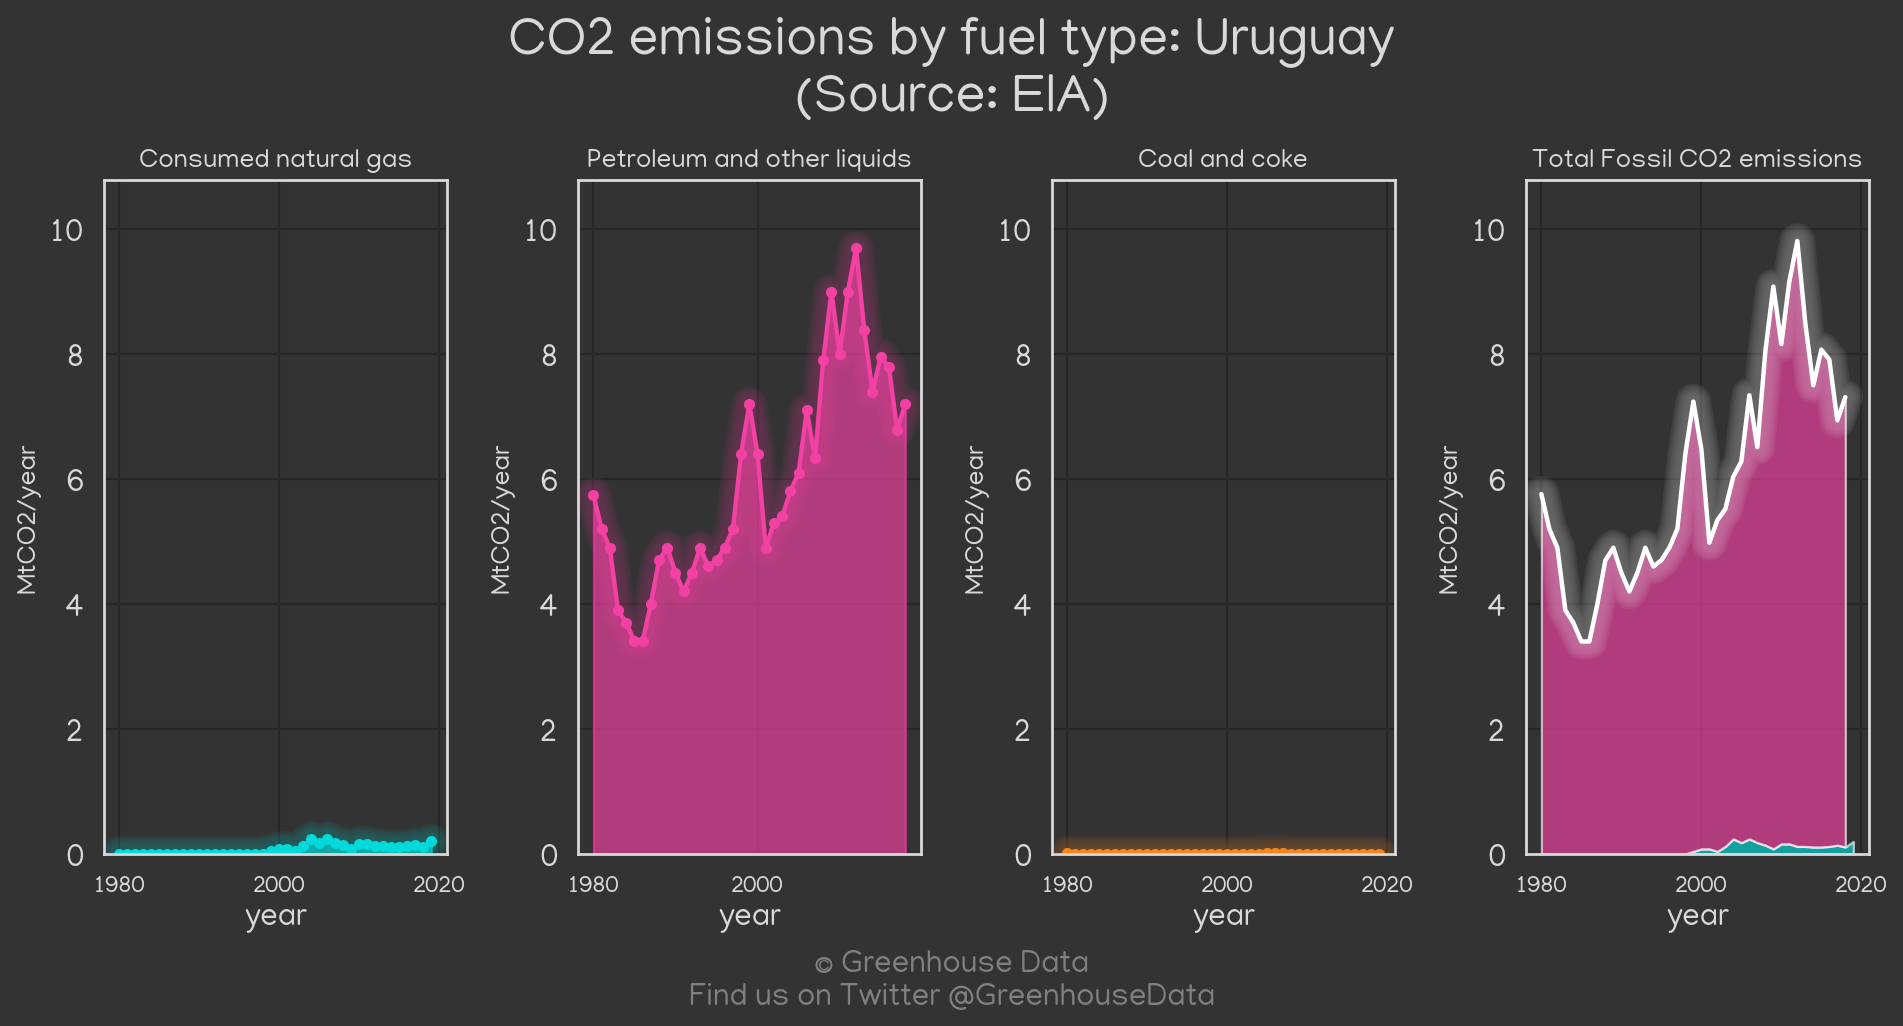 CO2 emissions by fuel type: Uruguay
(Source: EIA)
Consumed natural gas
MtCO2/year
10
8
6
4
2
0
1980 2000 2020
year
Petroleum and other liquids
MtCO2/year
10
8
6
4
2
0
1980 2000
year
Coal and coke
MtCO2/year
10
8
6
4
2
0
1980 2000 2020
year
Total Fossil CO2 emissions
MtCO2/year
10
8
6
4
2
0
1980 2000 2020
year
© Greenhouse Data
Find us on Twitter @GreenhouseData